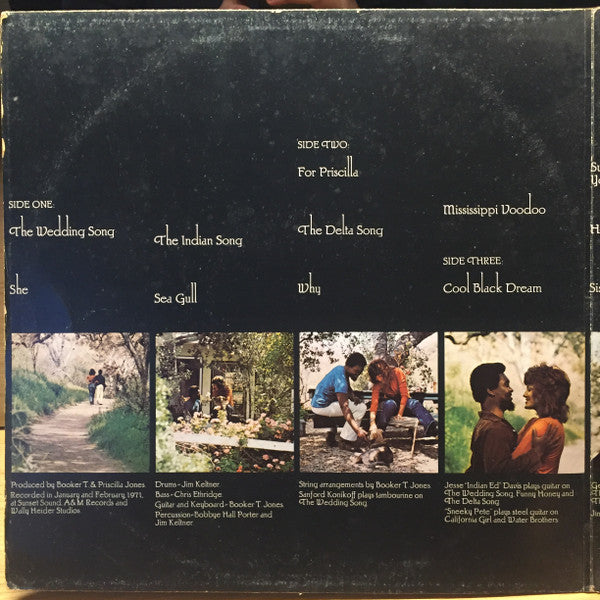 SIDE ONE:
The Wedding Song
She
The Indian Song
Sea Gull
SIDE TWO:
For Priscilla
The Delta Song
Why
Mississippi Voodoo
SIDE THREE:
Cool Black Dream
Su
Yo
H
Sis
Produced by Booker T. & Priscilla Jones.
Recorded in January and February, 1971,
at Sunset Sound, A&M Records and
Wally Heider Studios.
Drums-Jim Keltner
Bass-Chris Ethridge
Guitar and Keyboard-Booker T. Jones
Percussion-Bobbye Hall Porter and
Jim Keltner
String arrangements by Booker T. Jones
Sanford Konikoff plays tambourine on
The Wedding Song
Jesse "Indian Ed" Davis plays guitar on
The Wedding Song, Funny Honey and
The Delta Song
"Sneeky Pete" plays steel guitar on
California Girl and Water Brothers